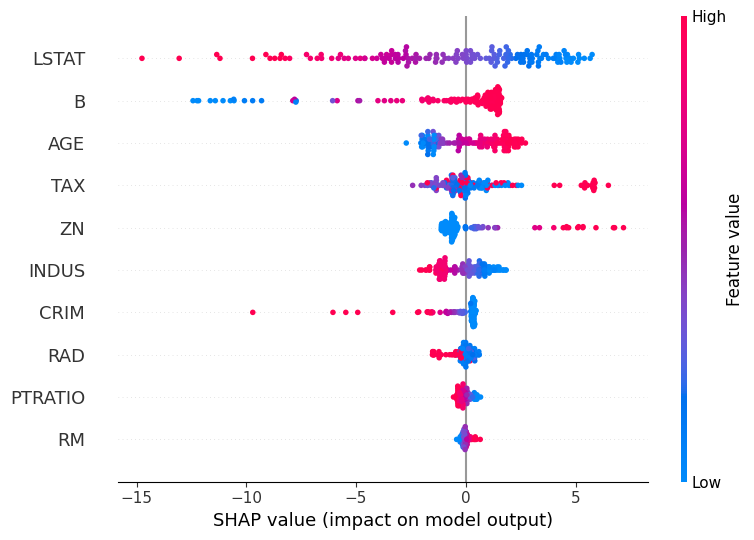 High
LSTAT
B
AGE
TAX
ZN
INDUS
CRIM
RAD
PTRATIO
RM
Feature value
Low
−15 −10 −5 0 5
SHAP value (impact on model output)